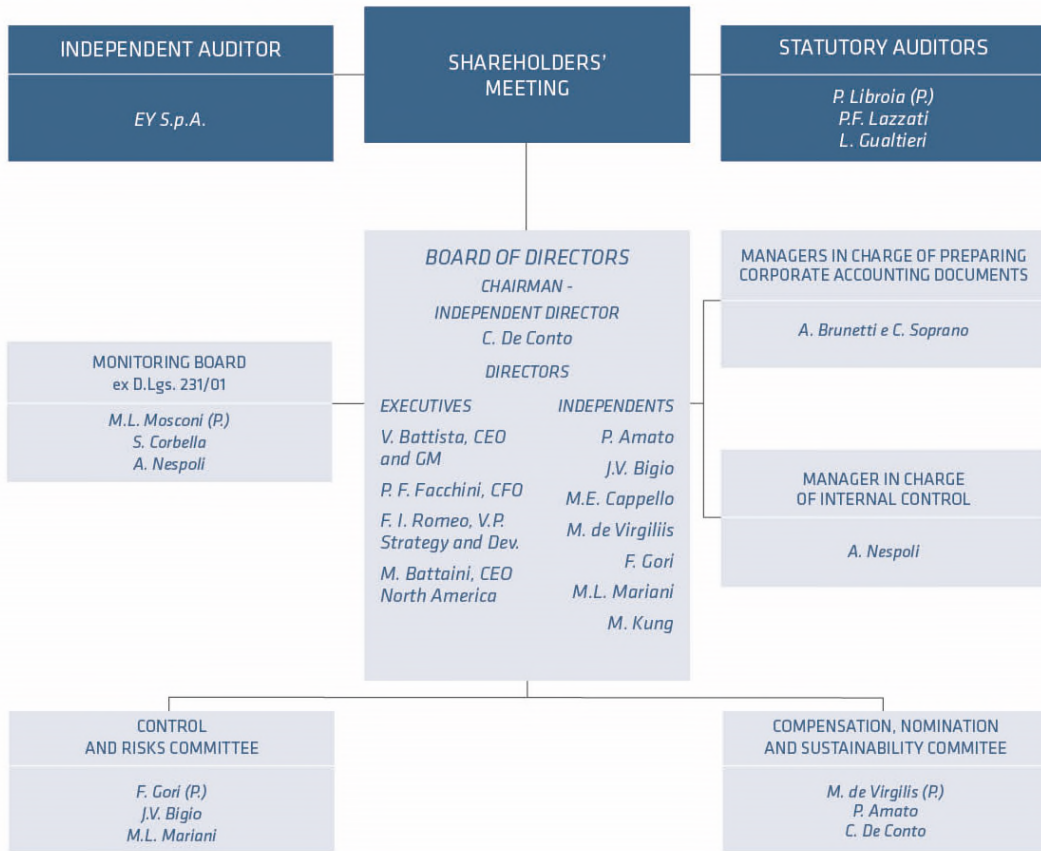 INDEPENDENT AUDITOR
EY S.p.A.
SHAREHOLDERS'
MEETING
STATUTORY AUDITORS
P. Libroia (P.)
P.F. Lazzati
L. Gualtieri
BOARD OF DIRECTORS
CHAIRMAN -
INDEPENDENT DIRECTOR
C. De Conto
DIRECTORS
EXECUTIVES
V. Battista, CEO
and GM
P. F. Facchini, CFO
F. I. Romeo, V.P.
Strategy and Dev.
M. Battaini, CEO
North America
INDEPENDENTS
P. Amato
J.V. Bigio
M.E. Cappello
M. de Virgiliis
F. Gori
M.L. Mariani
M. Kung
MONITORING BOARD
ex D.Lgs. 231/01
M.L. Mosconi (P.)
S. Corbella
A. Nespoli
MANAGERS IN CHARGE OF PREPARING
CORPORATE ACCOUNTING DOCUMENTS
A. Brunetti e C. Soprano
MANAGER IN CHARGE
OF INTERNAL CONTROL
A. Nespoli
CONTROL
AND RISKS COMMITTEE
F. Gori (P.)
J.V. Bigio
M.L. Mariani
COMPENSATION, NOMINATION
AND SUSTAINABILITY COMMITEE
M. de Virgilis (P.)
P. Amato
C. De Conto